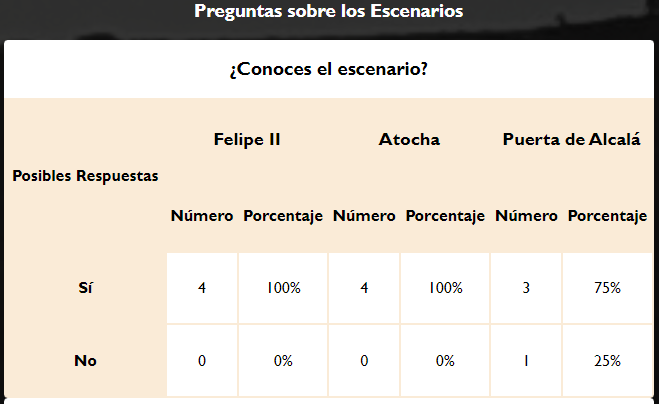 Preguntas sobre los Escenarios
¿Conoces el escenario?
Felipe II Atocha Puerta de Alcalá
Posibles Respuestas
Número Porcentaje Número Porcentaje Número Porcentaje
Sí 4 100% 4 100% 3 75%
No 0 0% 0 0% 1 25%